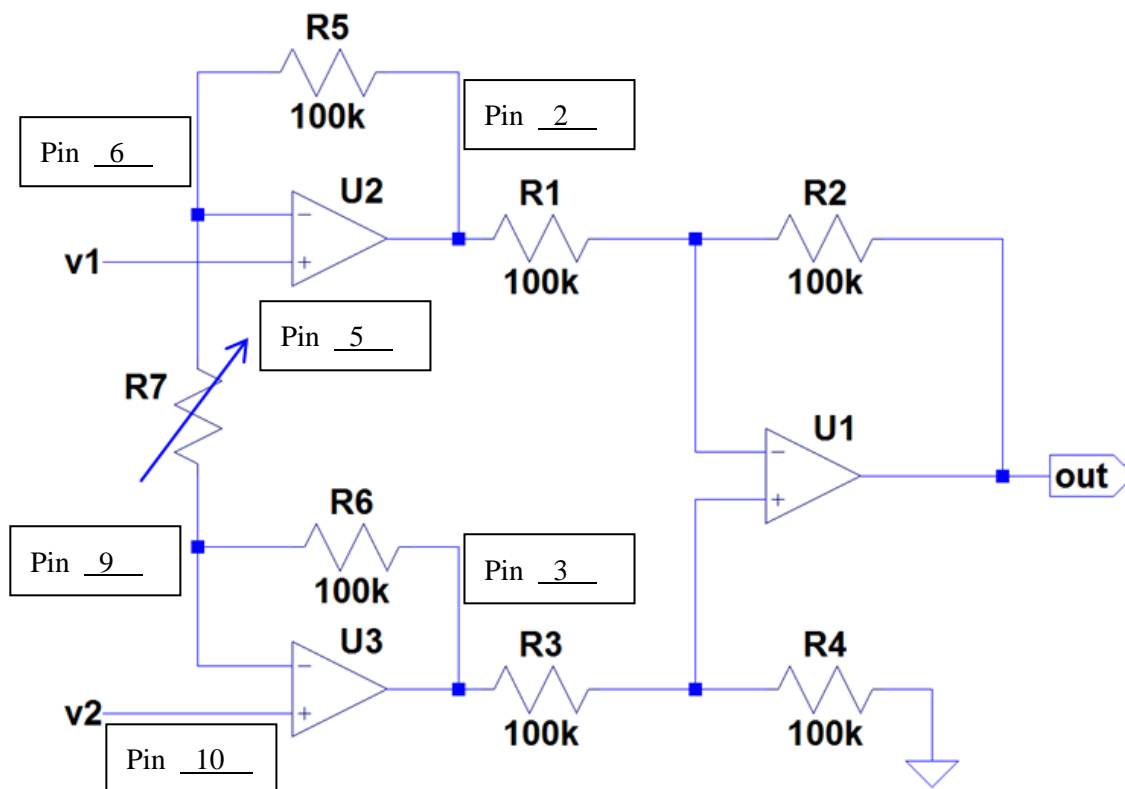 R5
100k
Pin 6
Pin 2
U2
R1
R2
v1
100k
100k
Pin 5
R7
U1
out
R6
Pin 9
100k
Pin 3
U3
R3
R4
v2
100k
100k
Pin 10